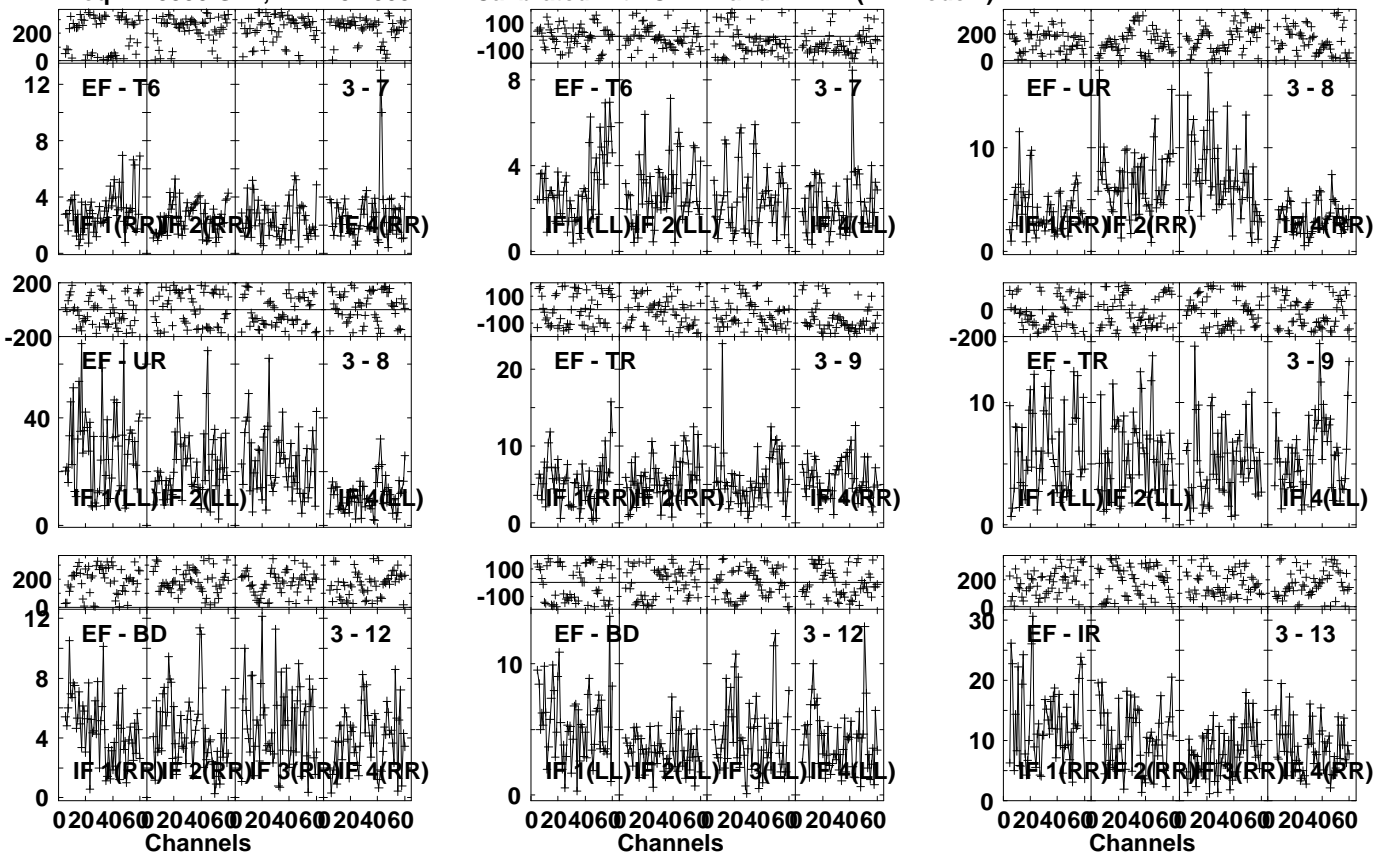 200
0
12
8
4
0
EF - T6
3 - 7
IF 1(RR)
IF 2(RR)
IF 4(RR)
100
-100
8
4
0
EF - T6
3 - 7
IF 1(LL)
IF 2(LL)
IF 4(LL)
200
0
10
0
EF - UR
3 - 8
IF 1(RR)
IF 2(RR)
IF 4(RR)
200
-200
40
0
EF - UR
3 - 8
IF 1(LL)
IF 2(LL)
IF 4(LL)
100
-100
20
10
0
EF - TR
3 - 9
IF 1(RR)
IF 2(RR)
IF 4(RR)
0
-200
10
0
EF - TR
3 - 9
IF 1(LL)
IF 2(LL)
IF 4(LL)
200
0
12
8
4
0
EF - BD
3 - 12
IF 1(RR)
IF 2(RR)
IF 3(RR)
IF 4(RR)
0 20 40 60 0 20 40 60 0 20 40 60 0 20 40 60
Channels
100
-100
10
0
EF - BD
3 - 12
IF 1(LL)
IF 2(LL)
IF 3(LL)
IF 4(LL)
0 20 40 60 0 20 40 60 0 20 40 60 0 20 40 60
Channels
200
0
30
20
10
0
EF - IR
3 - 13
IF 1(RR)
IF 2(RR)
IF 3(RR)
IF 4(RR)
0 20 40 60 0 20 40 60 0 20 40 60 0 20 40 60
Channels